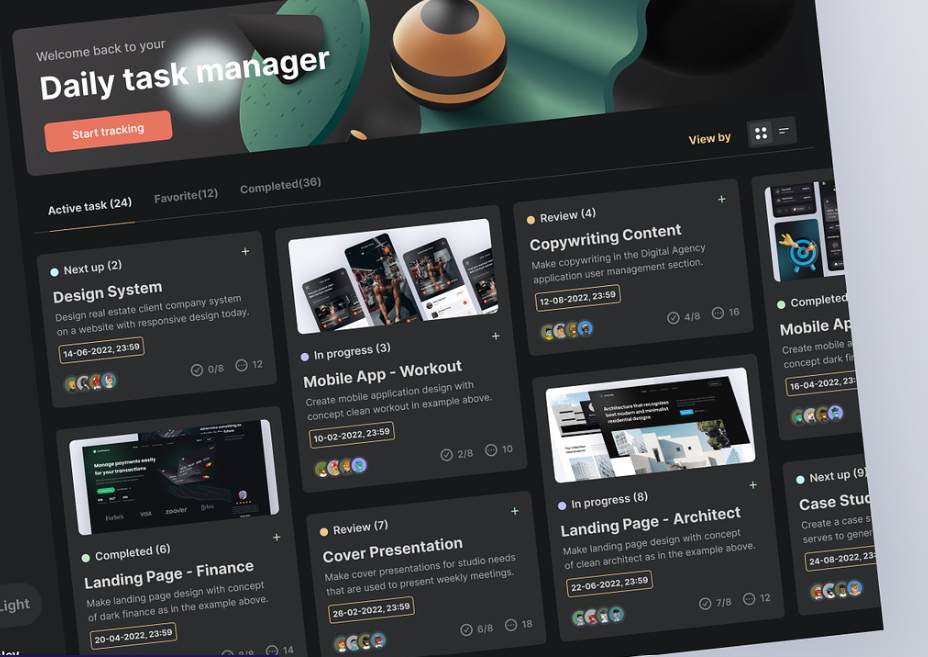 Welcome back to your
Daily task manager
Start tracking
View by
Active task (24)
Favorite(12)
Completed(36)
Next up (2)
Design System
Design real estate client company system
on a website with responsive design today.
14-06-2022, 23:59
0/8
12
In progress (3)
Mobile App - Workout
Create mobile application design with
concept clean workout in example above.
10-02-2022, 23:59
2/8
10
Review (4)
Copywriting Content
Make copywriting in the Digital Agency
application user management section.
12-08-2022, 23:59
4/8
16
Completed
Mobile Ap
Create mobile a
concept dark fin
16-04-2022, 23:5
Manage payments easily
for your transactions
Forbes
VISA
zoover
Completed (6)
Landing Page - Finance
Make landing page design with concept
of dark finance as in the example above.
20-04-2022, 23:59
8/8
14
Review (7)
Cover Presentation
Make cover presentations for studio needs
that are used to present weekly meetings.
26-02-2022, 23:59
6/8
18
Architecture that recognizes
best modern and minimalist
residential designs
In progress (8)
Landing Page - Architect
Make landing page design with concept
of clean architect as in the example above.
22-06-2022, 23:59
7/8
12
Next up (9)
Case Stud
Create a case s
serves to gener
24-08-2022, 23:5
Light